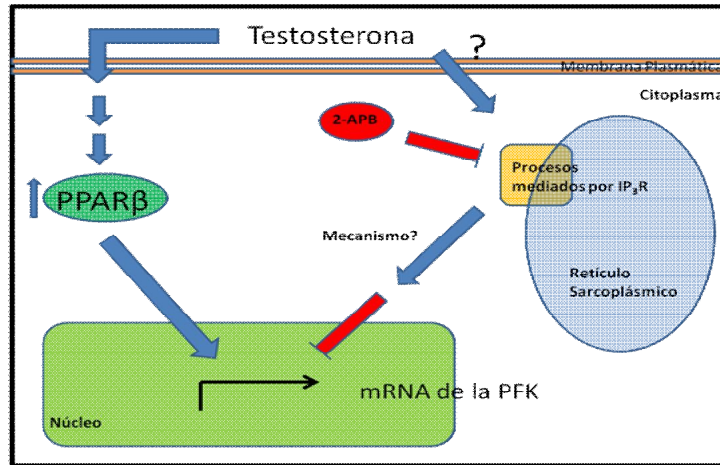 Testosterona
?
Membrana Plasmática
Citoplasma
2-APB
Procesos
mediados por IP₃R
PPARβ
Mecanismo?
Retículo
Sarcoplásmico
mRNA de la PFK
Núcleo